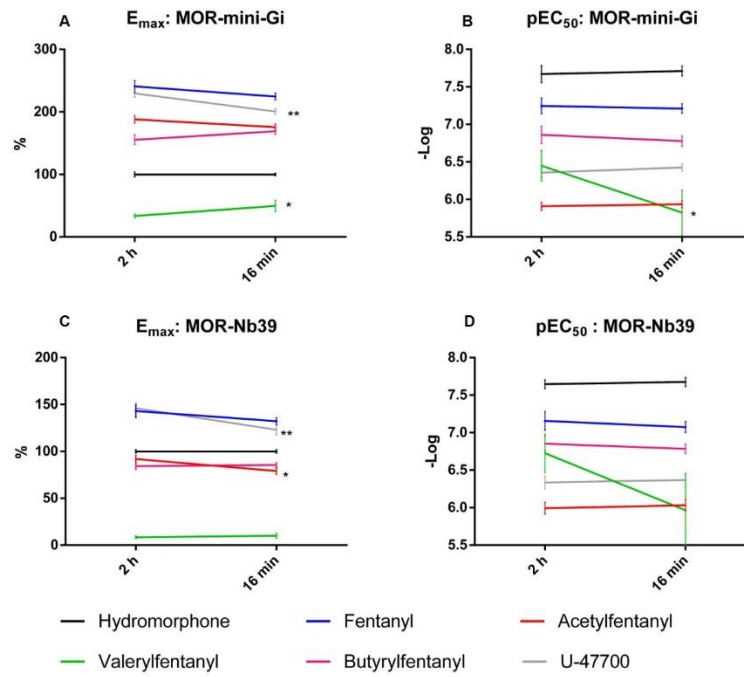 A
E_max: MOR-mini-Gi
300
200
100
0
%
**
*
2 h
16 min
B
pEC50: MOR-mini-Gi
8.0
7.5
7.0
6.5
6.0
5.5
-Log
*
2 h
16 min
C
E_max: MOR-Nb39
200
150
100
50
0
%
**
*
2 h
16 min
D
pEC50 : MOR-Nb39
8.0
7.5
7.0
6.5
6.0
5.5
-Log
2 h
16 min
Hydromorphone Fentanyl Acetylfentanyl
Valerylfentanyl Butyrylfentanyl U-47700